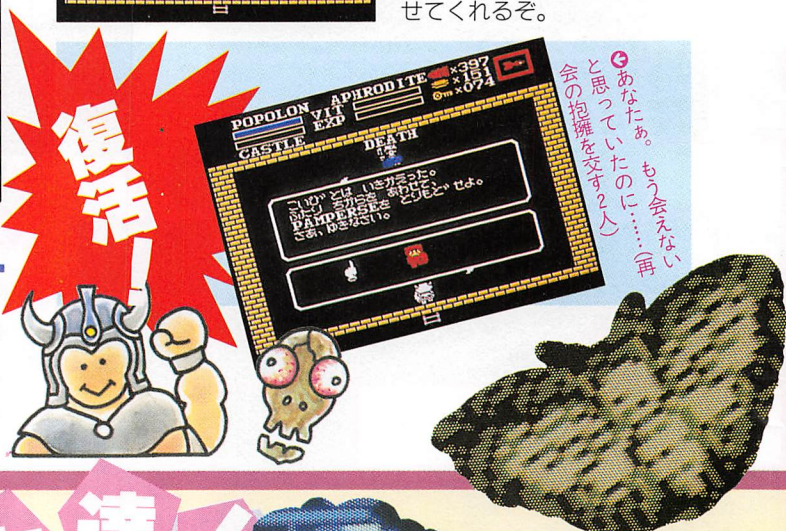 せてくれるぞ。
復活!
POPOLON
APHRODITE
VIT
EXP
×397
×151
×074
CASTLE
DEATH
こいびとは いきかえった。
ふたり ちからを あわせて、
PAMPERSEを とりもどせよ。
さあ、ゆきなさい。
あなたぁ。もう会えない
と思っていたのに……(再
会の抱擁を交す2人)
達